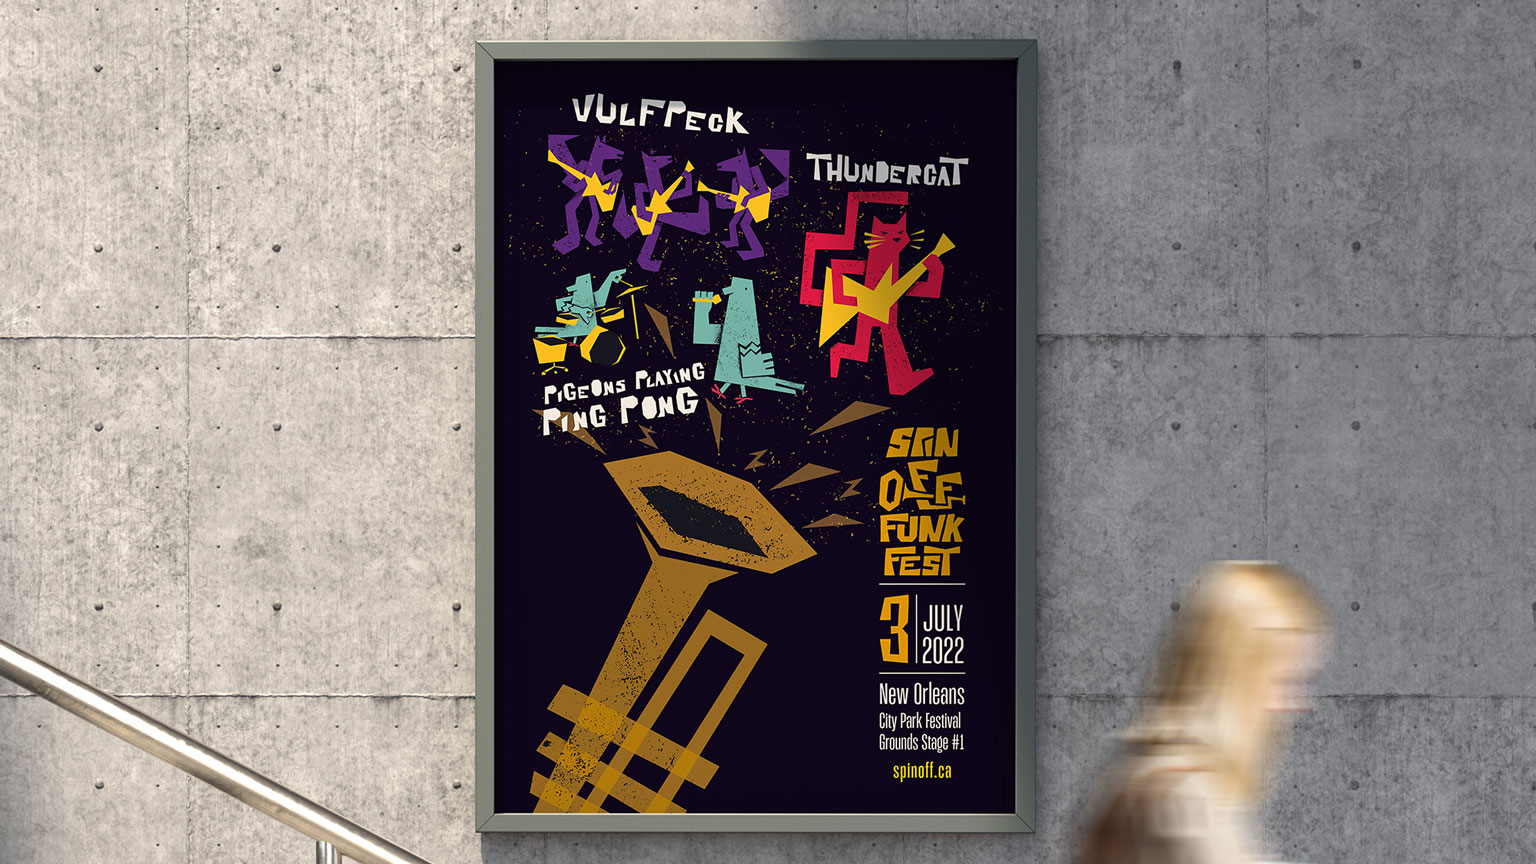 VULFPECK
THUNDERCAT
PIGEONS PLAYING
PING PONG
SPIN
OFF
FUNK
FEST
3
JULY
2022
New Orleans
City Park Festival
Grounds Stage #1
spinoff.ca